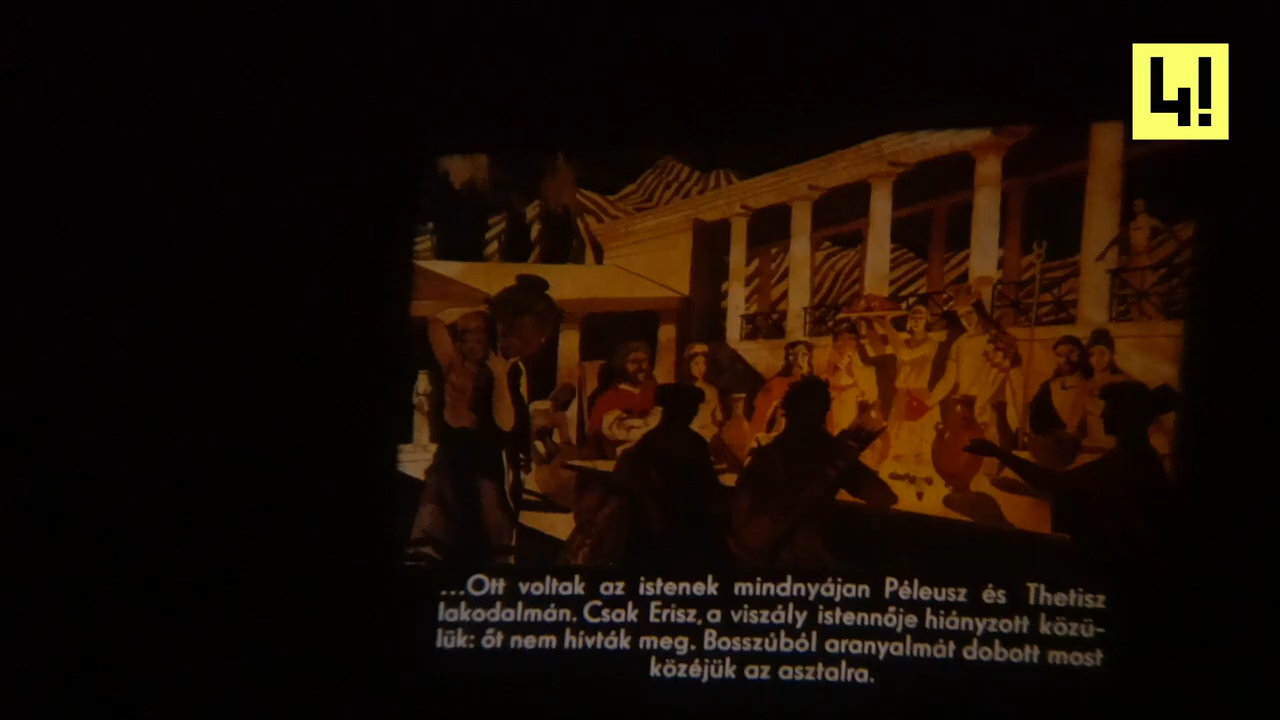 4!
...Ott voltak az istenek mindnyájan Péleusz és Thetisz
lakodalmán. Csak Erisz, a viszály istennője hiányzott közü-
lük: őt nem hívták meg. Bosszúból aranyalmát dobott most
közéjük az asztalra.